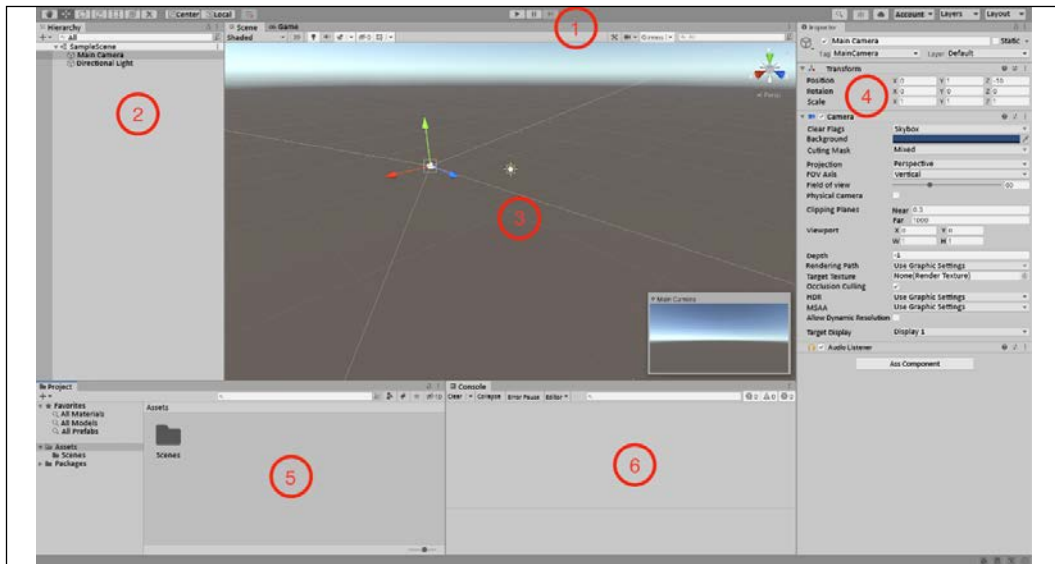 Center Local
Account Layers Layout
Hierarchy
All
SampleScene
Main Camera
Directional Light
2
Scene Game
Shaded
1
Gizmos All
Persp
3
Main Camera
Inspector
Main Camera Static
Tag MainCamera Layer Default
Transform
Position X 0 Y 1 Z -10
Rotaion X 0 Y 0 Z 0
Scale X 1 Y 1 Z 1
4
Camera
Clear Flags Skybox
Background
Cuting Mask Mixed
Projection Perspective
FOV Axis Vertical
Field of view 60
Physical Camera
Clipping Planes Near 0.3
Far 1000
Viewport X 0 Y 0
W 1 H 1
Depth -1
Rendering Path Use Graphic Settings
Target Texture None(Render Texture)
Occlusion Culling
HDR Use Graphic Settings
MSAA Use Graphic Settings
Allow Dynamic Resolution
Target Display Display 1
Audio Listener
Ass Component
Project
Favorites
All Materials
All Models
All Prefabs
Assets
Scenes
Packages
Assets
Scenes
5
Console
Clear Collapse Error Pause Editor 0 0 0
6